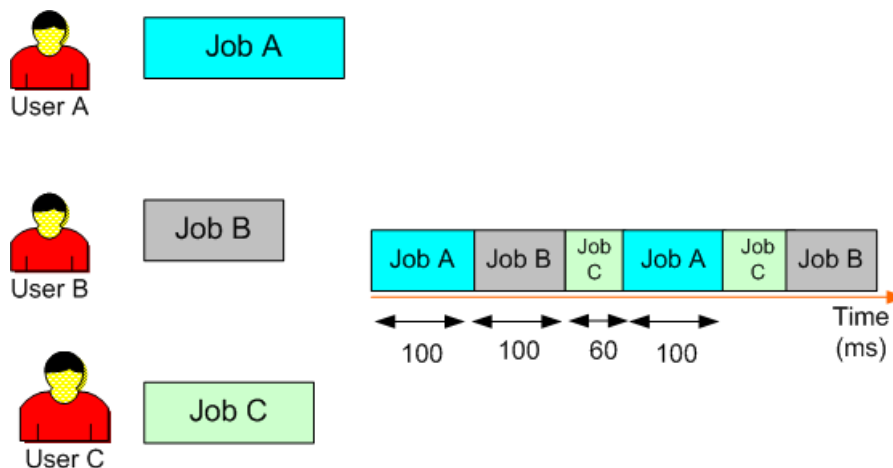 User A
Job A
User B
Job B
User C
Job C
Job A
Job B
Job
C
Job A
Job
C
Job B
100
100
60
100
Time
(ms)